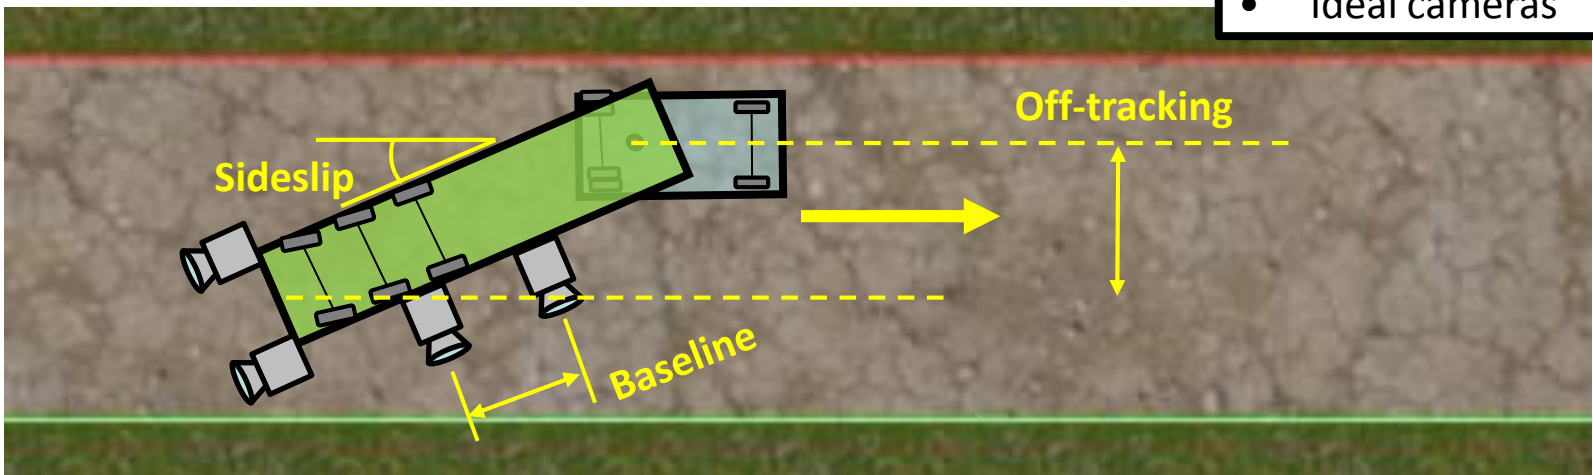 • Ideal cameras
Off-tracking
Sideslip
Baseline